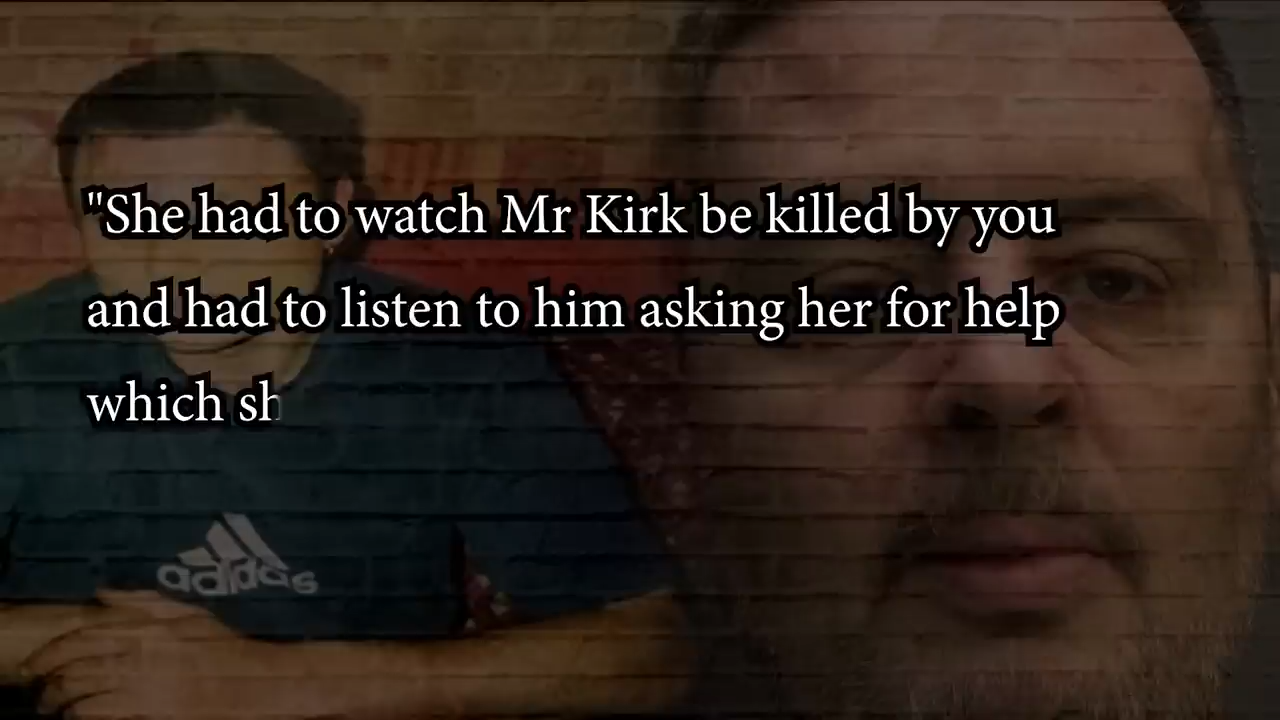 "She had to watch Mr Kirk be killed by you
and had to listen to him asking her for help
which sh
adidas